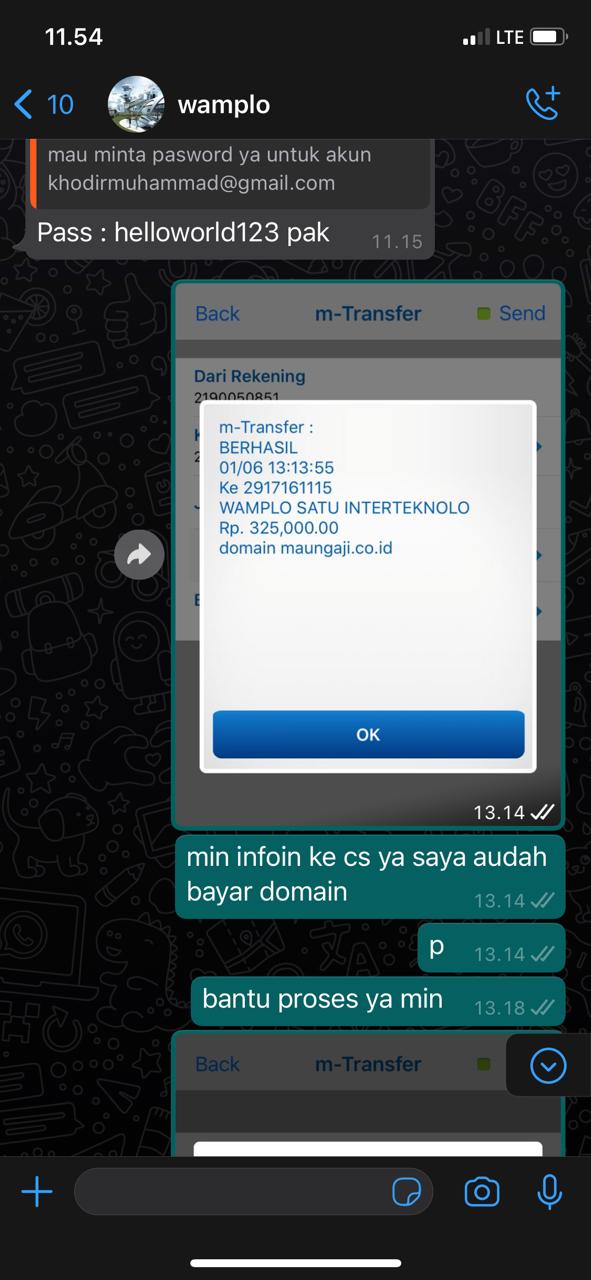 11.54
LTE
10
wamplo
mau minta pasword ya untuk akun
khodirmuhammad@gmail.com
Pass : helloworld123 pak
11.15
Back
m-Transfer
Send
Dari Rekening
2190050851
m-Transfer :
BERHASIL
01/06 13:13:55
Ke 2917161115
WAMPLO SATU INTERTEKNOLO
Rp. 325,000.00
domain maungaji.co.id
OK
13.14
min infoin ke cs ya saya audah
bayar domain
13.14
p
13.14
bantu proses ya min
13.18
Back
m-Transfer